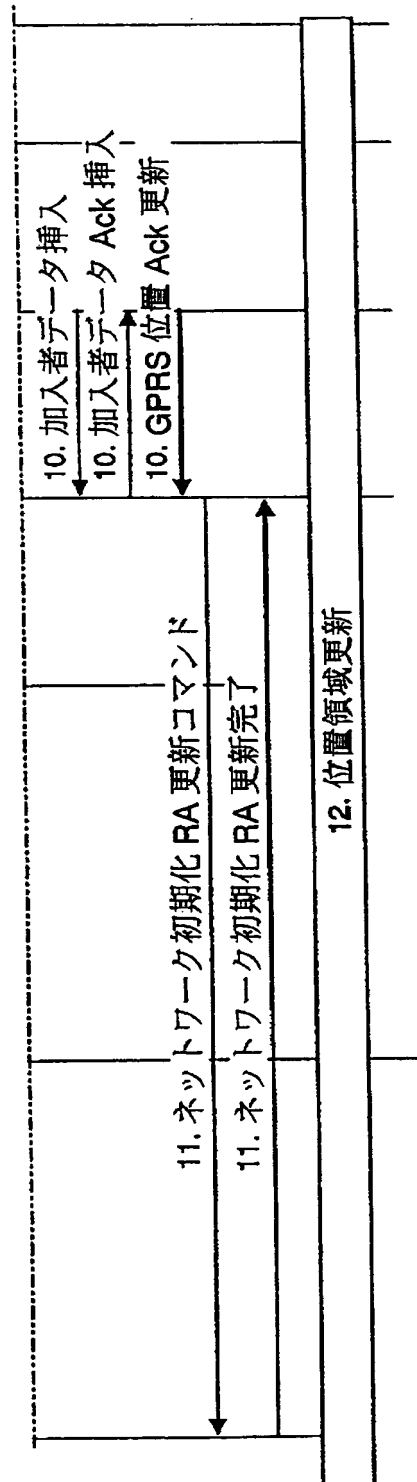 10. 加入者データ挿入
10. 加入者データ Ack 挿入
10. GPRS 位置 Ack 更新
11. ネットワーク初期化 RA 更新コマンド
11. ネットワーク初期化 RA 更新完了
12. 位置領域更新